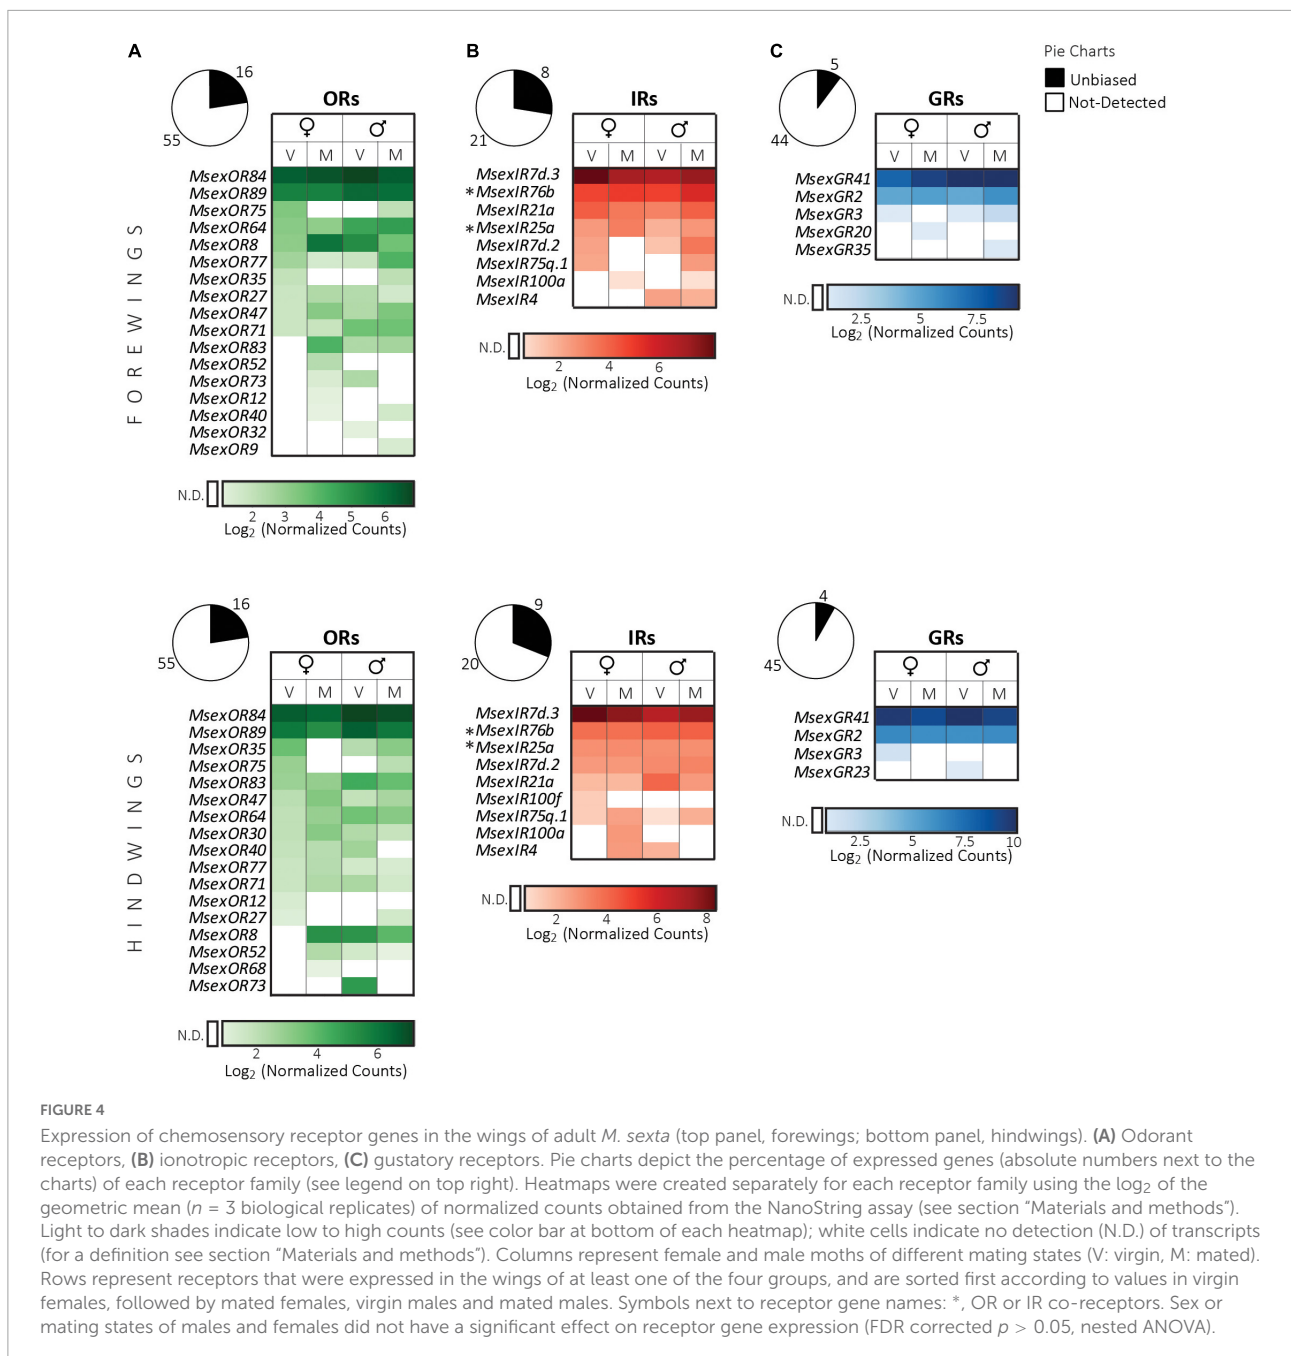 A
B
C
Pie Charts
Unbiased
Not-Detected
16
55
ORs
♀ ♂
V M V M
MsexOR84
MsexOR89
MsexOR75
MsexOR64
MsexOR8
MsexOR77
MsexOR35
MsexOR27
MsexOR47
MsexOR71
MsexOR83
MsexOR52
MsexOR73
MsexOR12
MsexOR40
MsexOR32
MsexOR9
N.D.
2 3 4 5 6
Log2 (Normalized Counts)
8
21
IRs
♀ ♂
V M V M
MsexIR7d.3
*MsexIR76b
MsexIR21a
*MsexIR25a
MsexIR7d.2
MsexIR75q.1
MsexIR100a
MsexIR4
N.D.
2 4 6
Log2 (Normalized Counts)
5
44
GRs
♀ ♂
V M V M
MsexGR41
MsexGR2
MsexGR3
MsexGR20
MsexGR35
N.D.
2.5 5 7.5
Log2 (Normalized Counts)
FOREWINGS
16
55
ORs
♀ ♂
V M V M
MsexOR84
MsexOR89
MsexOR35
MsexOR75
MsexOR83
MsexOR47
MsexOR64
MsexOR30
MsexOR40
MsexOR77
MsexOR71
MsexOR12
MsexOR27
MsexOR8
MsexOR52
MsexOR68
MsexOR73
N.D.
2 4 6
Log2 (Normalized Counts)
9
20
IRs
♀ ♂
V M V M
MsexIR7d.3
*MsexIR76b
*MsexIR25a
MsexIR7d.2
MsexIR21a
MsexIR100f
MsexIR75q.1
MsexIR100a
MsexIR4
N.D.
2 4 6 8
Log2 (Normalized Counts)
4
45
GRs
♀ ♂
V M V M
MsexGR41
MsexGR2
MsexGR3
MsexGR23
N.D.
2.5 5 7.5 10
Log2 (Normalized Counts)
HINDWINGS
FIGURE 4
Expression of chemosensory receptor genes in the wings of adult M. sexta (top panel, forewings; bottom panel, hindwings). (A) Odorant
receptors, (B) ionotropic receptors, (C) gustatory receptors. Pie charts depict the percentage of expressed genes (absolute numbers next to the
charts) of each receptor family (see legend on top right). Heatmaps were created separately for each receptor family using the log2 of the
geometric mean (n = 3 biological replicates) of normalized counts obtained from the NanoString assay (see section "Materials and methods").
Light to dark shades indicate low to high counts (see color bar at bottom of each heatmap); white cells indicate no detection (N.D.) of transcripts
(for a definition see section "Materials and methods"). Columns represent female and male moths of different mating states (V: virgin, M: mated).
Rows represent receptors that were expressed in the wings of at least one of the four groups, and are sorted first according to values in virgin
females, followed by mated females, virgin males and mated males. Symbols next to receptor gene names: *, OR or IR co-receptors. Sex or
mating states of males and females did not have a significant effect on receptor gene expression (FDR corrected p > 0.05, nested ANOVA).